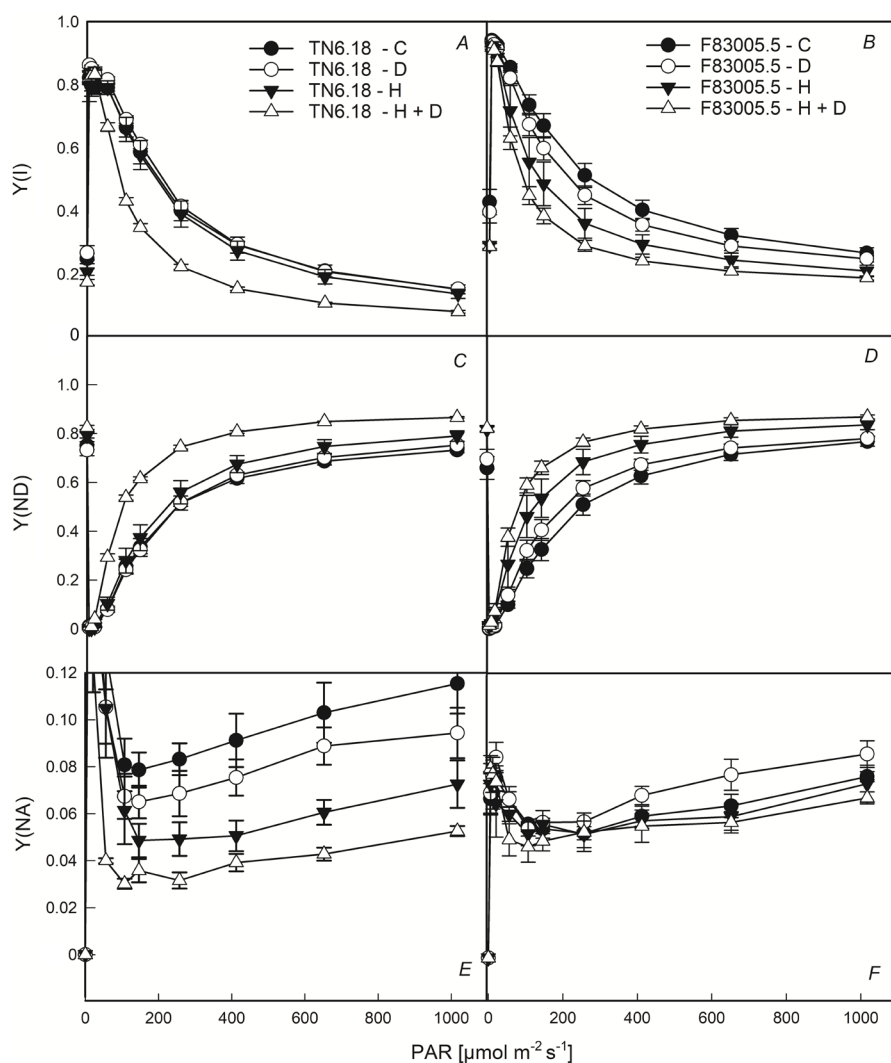 A
TN6.18 - C
TN6.18 - D
TN6.18 - H
TN6.18 - H + D
B
F83005.5 - C
F83005.5 - D
F83005.5 - H
F83005.5 - H + D
Y(I)
1.0
0.8
0.6
0.4
0.2
0
C
D
Y(ND)
1.0
0.8
0.6
0.4
0.2
0
Y(NA)
0.12
0.10
0.08
0.06
0.04
0.02
0
E
F
0 200 400 600 800 1000
0 200 400 600 800 1000
PAR [µmol m⁻² s⁻¹]